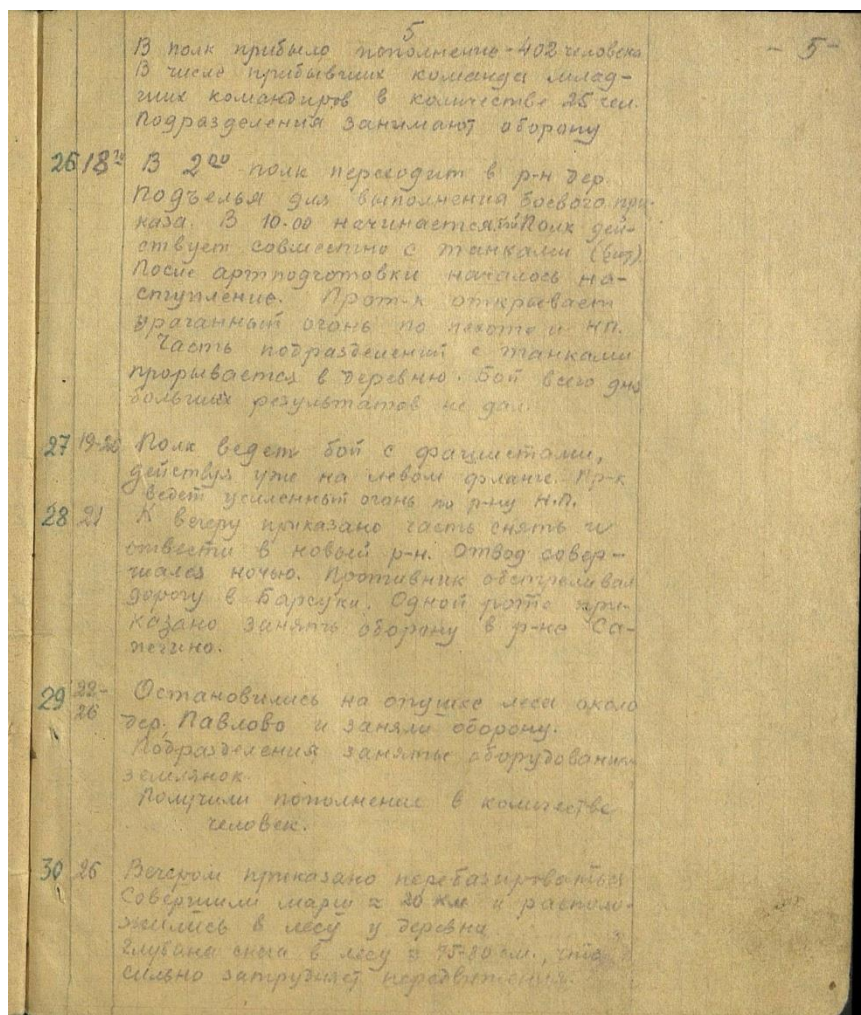 5
- 5 -
В полк прибыло пополнение - 402 человека
В числе прибывших команда млад-
ших командиров в количестве 25 чел.
Подразделения занимают оборону
26 18 В 2 00 полк переходит в р-н дер.
Подъелья для выполнения боевого при-
каза. В 10.00 начинается Полк дей-
ствует совместно с танками
После артподготовки началось на-
ступление. Прот-к открывает
ураганный огонь по пехоте и НП.
Часть подразделений с танками
прорывается в деревню. Бой всего дня
больших результатов не дал.
27 19-20 Полк ведет бой с фашистами,
действуя уже на левом фланге. Пр-к
ведет усиленный огонь по р-ну Н.П.
28 21 К вечеру приказано часть снять и
отвести в новый р-н. Отвод совер-
шался ночью. Противник обстреливал
дорогу в Барсуки. Одной роте при-
казано занять оборону в р-не Са-
пегино.
29 22-26 Остановились на опушке леса около
дер. Павлово и заняли оборону.
Подразделения заняты оборудованием
землянок.
Получили пополнение в количестве
человек.
30 26 Вечером приказано перебазироваться
Совершили марш ≈ 20 км и располо-
жились в лесу у деревни
Глубина снега в лесу ≈ 75-80 см., что
сильно затрудняет передвижения.